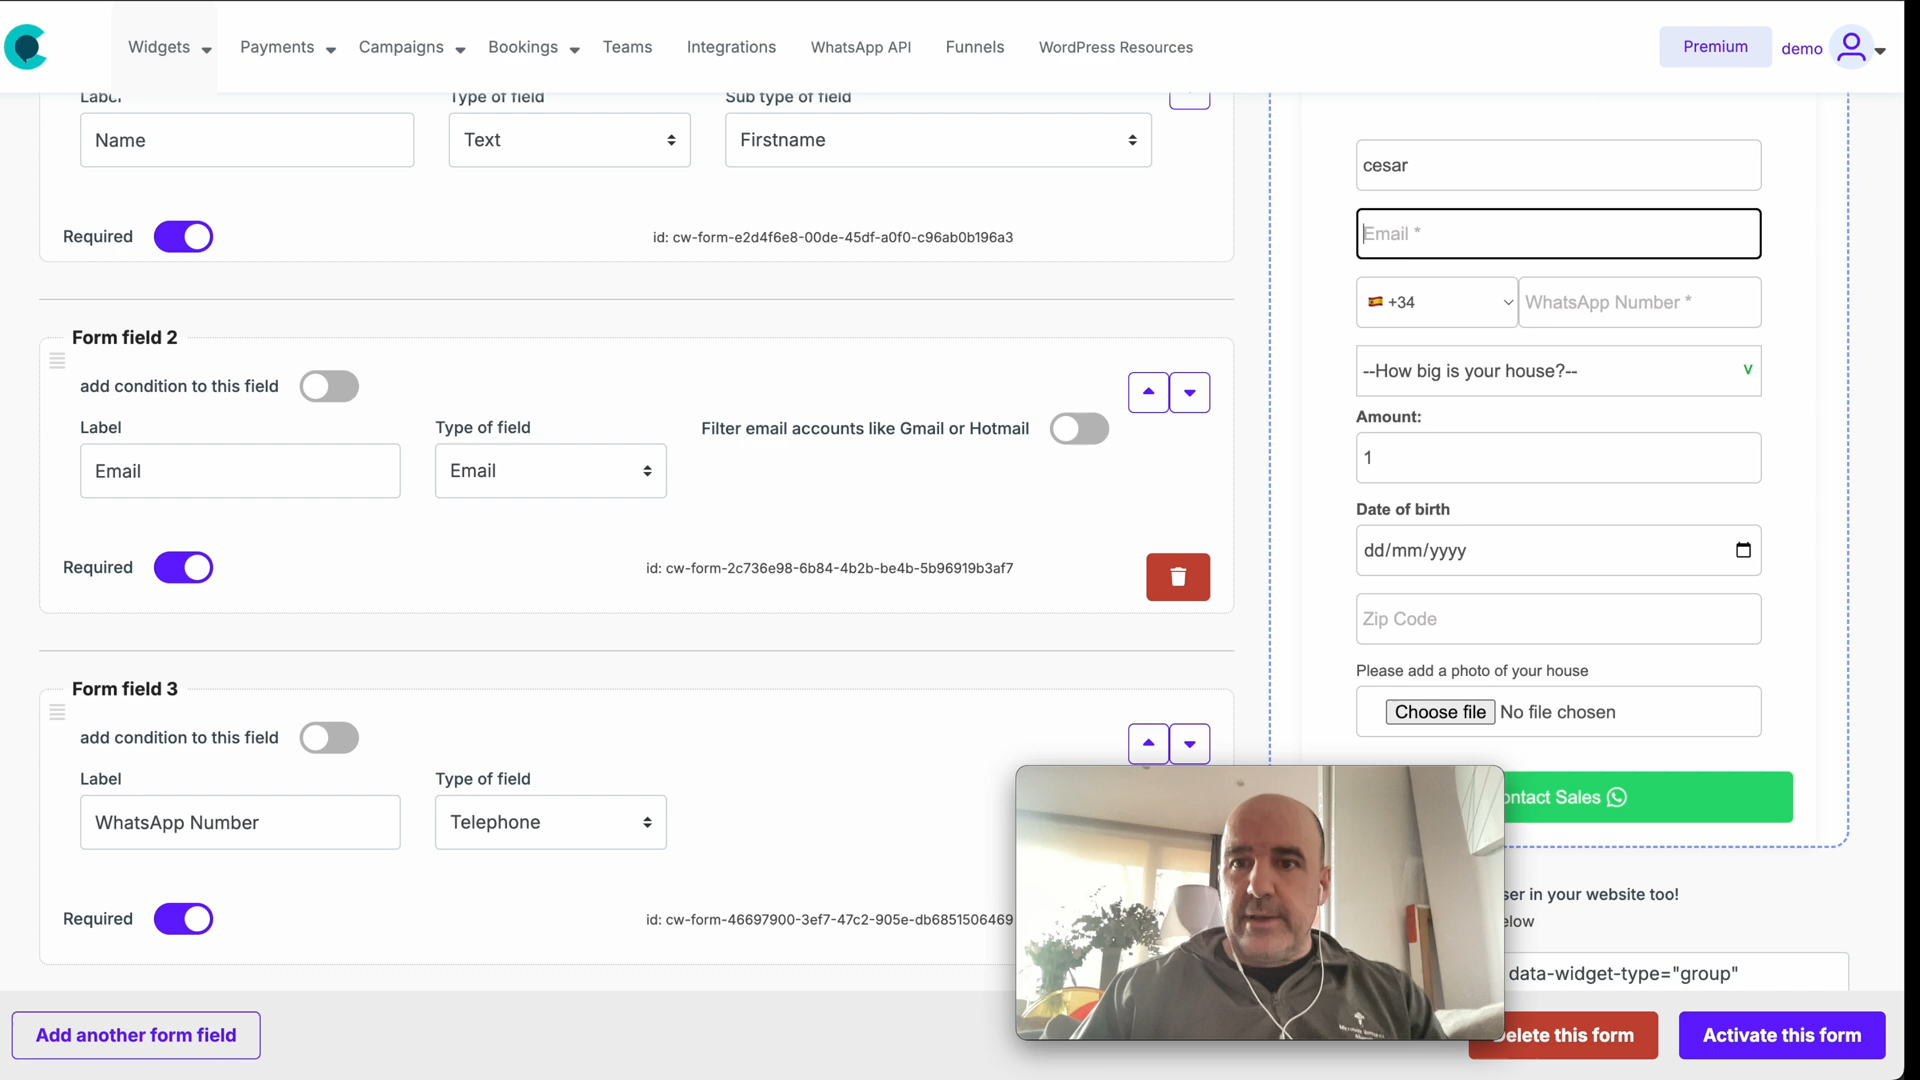 Widgets Payments Campaigns Bookings Teams Integrations WhatsApp API Funnels WordPress Resources Premium demo
Label Type of field Sub type of field
Name Text Firstname
Required id: cw-form-e2d4f6e8-00de-45df-a0f0-c96ab0b196a3
Form field 2
add condition to this field
Label Type of field Filter email accounts like Gmail or Hotmail
Email Email
Required id: cw-form-2c736e98-6b84-4b2b-be4b-5b96919b3af7
Form field 3
add condition to this field
Label Type of field
WhatsApp Number Telephone
Required id: cw-form-46697900-3ef7-47c2-905e-db6851506469
cesar
Email *
+34 WhatsApp Number *
--How big is your house?-- V
Amount:
1
Date of birth
dd/mm/yyyy
Zip Code
Please add a photo of your house
Choose file No file chosen
ontact Sales
ser in your website too!
elow
data-widget-type="group"
Add another form field Delete this form Activate this form